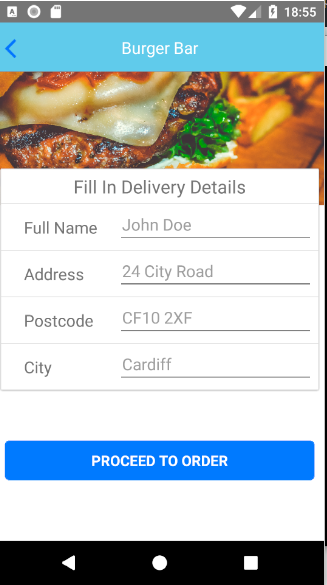 18:55
Burger Bar
Fill In Delivery Details
Full Name John Doe
Address 24 City Road
Postcode CF10 2XF
City Cardiff
PROCEED TO ORDER